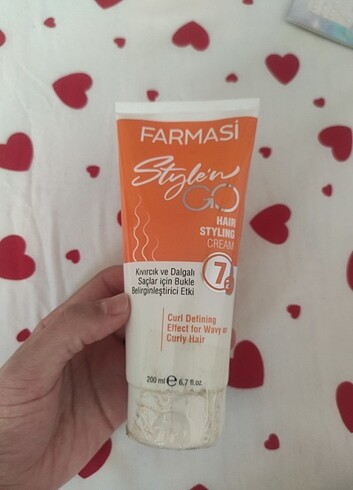 FARMASİ
Style'n
GO
HAIR
STYLING
CREAM
7
Kıvırcık ve Dalgalı
Saçlar için Bukle
Belirginleştirici Etki
Curl Defining
Effect for Wavy or
Curly Hair
200 ml e 6.7 fl.oz.